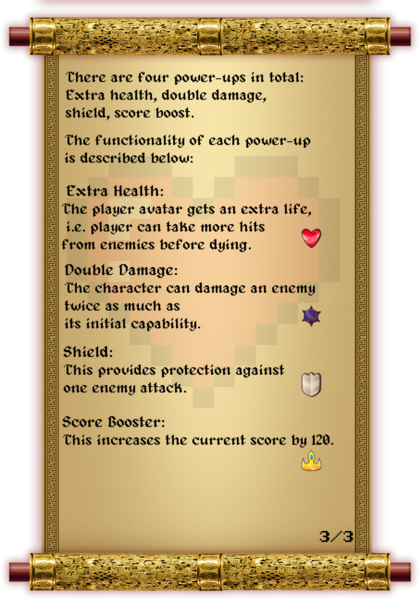 There are four power-ups in total:
Extra health, double damage,
shield, score boost.
The functionality of each power-up
is described below:
Extra Health:
The player avatar gets an extra life,
i.e. player can take more hits
from enemies before dying.
Double Damage:
The character can damage an enemy
twice as much as
its initial capability.
Shield:
This provides protection against
one enemy attack.
Score Booster:
This increases the current score by 120.
3/3